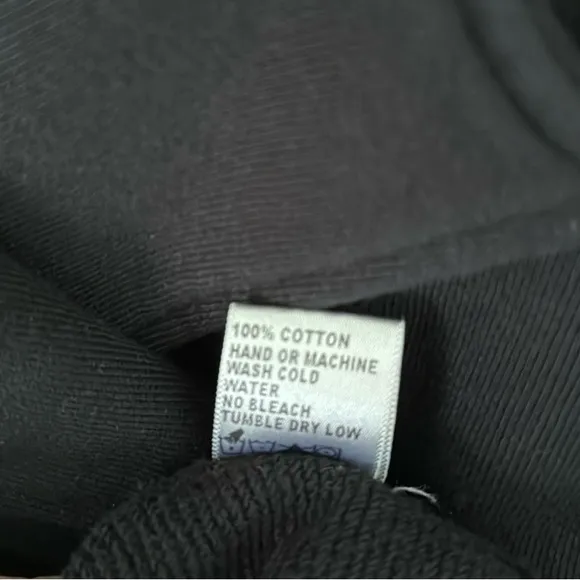 100% COTTON
HAND OR MACHINE
WASH COLD
WATER
NO BLEACH
TUMBLE DRY LOW